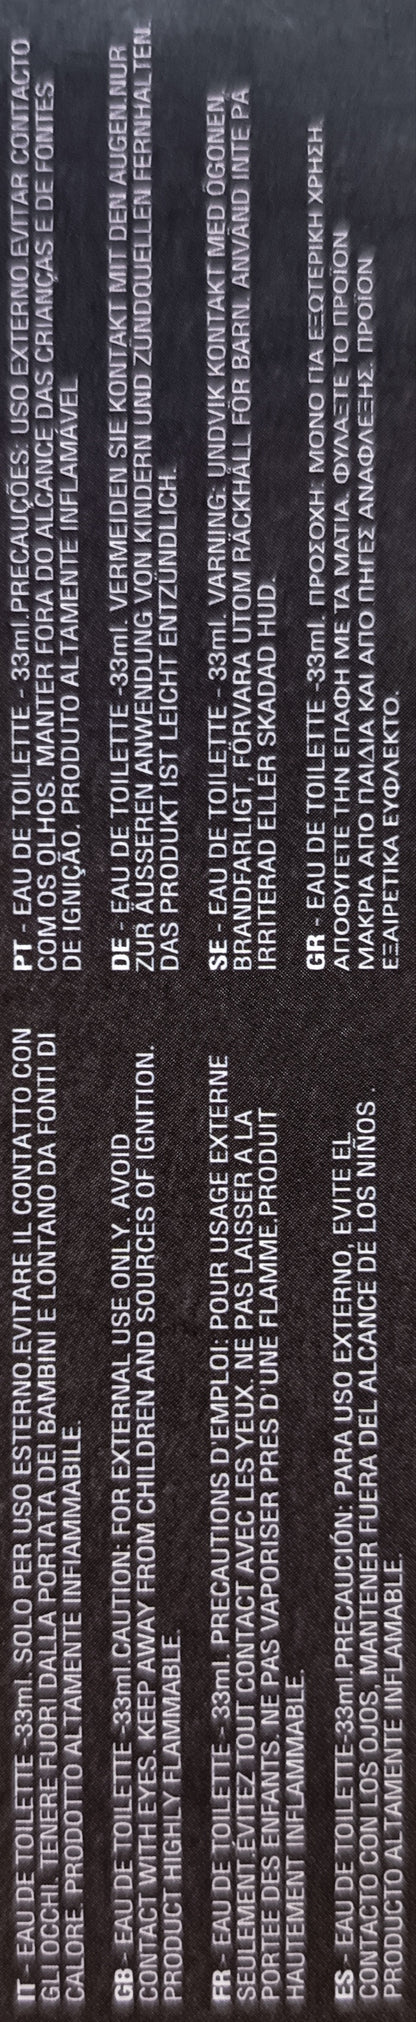 IT - EAU DE TOILETTE -33ml. SOLO PER USO ESTERNO.EVITARE IL CONTATTO CON
GLI OCCHI. TENERE FUORI DALLA PORTATA DEI BAMBINI E LONTANO DA FONTI DI
CALORE. PRODOTTO ALTAMENTE INFIAMMABILE.
GB - EAU DE TOILETTE -33ml.CAUTION: FOR EXTERNAL USE ONLY. AVOID
CONTACT WITH EYES. KEEP AWAY FROM CHILDREN AND SOURCES OF IGNITION.
PRODUCT HIGHLY FLAMMABLE.
FR - EAU DE TOILETTE - 33ml. PRECAUTIONS D'EMPLOI: POUR USAGE EXTERNE
SEULEMENT.ÉVITEZ TOUT CONTACT AVEC LES YEUX. NE PAS LAISSER A LA
PORTEE DES ENFANTS. NE PAS VAPORISER PRES D'UNE FLAMME.PRODUIT
HAUTEMENT INFLAMMABLE.
ES - EAU DE TOILETTE-33ml.PRECAUCIÓN: PARA USO EXTERNO, EVITE EL
CONTACTO CON LOS OJOS. MANTENER FUERA DEL ALCANCE DE LOS NIÑOS .
PRODUCTO ALTAMENTE INFLAMABLE.
PT - EAU DE TOILETTE - 33ml.PRECAUÇÕES: USO EXTERNO.EVITAR CONTACTO
COM OS OLHOS. MANTER FORA DO ALCANCE DAS CRIANÇAS E DE FONTES
DE IGNIÇÃO. PRODUTO ALTAMENTE INFLAMÁVEL
DE - EAU DE TOILETTE -33ml. VERMEIDEN SIE KONTAKT MIT DEN AUGEN.NUR
ZUR ÄUSSEREN ANWENDUNG VON KINDERN UND ZÜNDQUELLEN FERNHALTEN.
DAS PRODUKT IST LEICHT ENTZÜNDLICH.
SE - EAU DE TOILETTE - 33ml. VARNING: UNDVIK KONTAKT MED ÖGONEN,
BRANDFARLIGT, FÖRVARA UTOM RÄCKHÅLL FÖR BARN. ANVÄND INTE PÅ
IRRITERAD ELLER SKADAD HUD.
GR - EAU DE TOILETTE -33ml. ΠΡΟΣΟΧΗ: ΜΟΝΟ ΓΙΑ ΕΞΩΤΕΡΙΚΗ ΧΡΗΣΗ.
ΑΠΟΦΥΓΕΤΕ ΤΗΝ ΕΠΑΦΗ ΜΕ ΤΑ ΜΑΤΙΑ. ΦΥΛΑΞΤΕ ΤΟ ΠΡΟΪΟΝ
ΜΑΚΡΙΑ ΑΠΟ ΠΑΙΔΙΑ ΚΑΙ ΑΠΟ ΠΗΓΕΣ ΑΝΑΦΛΕΞΗΣ. ΠΡΟΪΟΝ
ΕΞΑΙΡΕΤΙΚΑ ΕΥΦΛΕΚΤΟ.